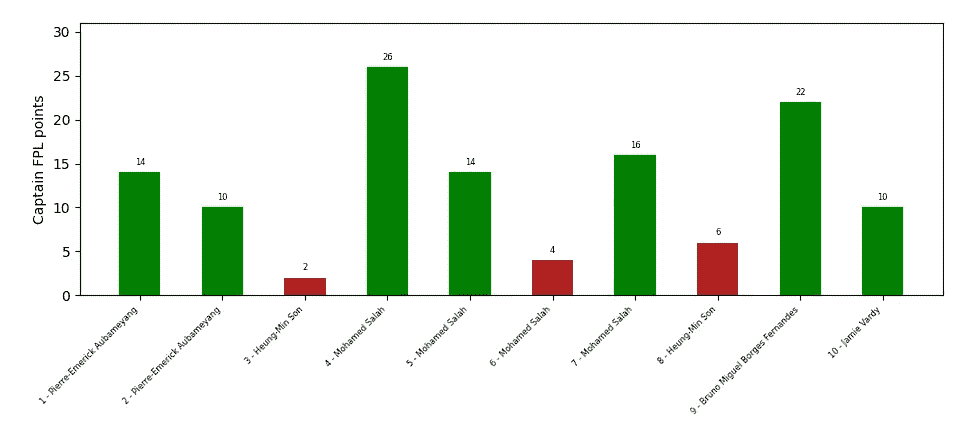 Captain FPL points
30
25
20
15
10
5
0
14
10
2
26
14
4
16
6
22
10
1 - Pierre-Emerick Aubameyang
2 - Pierre-Emerick Aubameyang
3 - Heung-Min Son
4 - Mohamed Salah
5 - Mohamed Salah
6 - Mohamed Salah
7 - Mohamed Salah
8 - Heung-Min Son
9 - Bruno Miguel Borges Fernandes
10 - Jamie Vardy